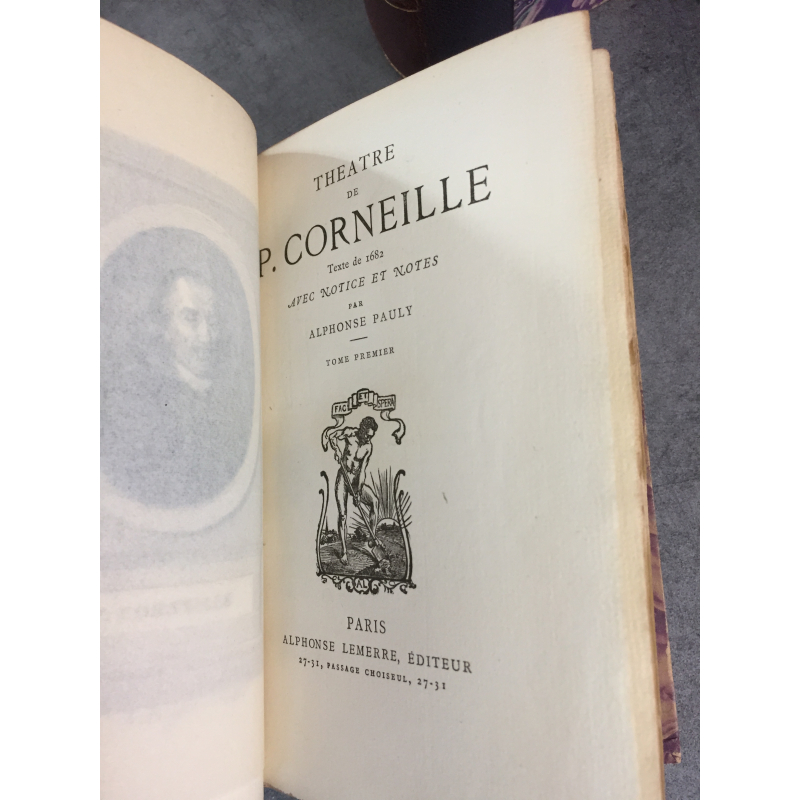 THEATRE
DE
P. CORNEILLE
Texte de 1682
AVEC NOTICE ET NOTES
PAR
ALPHONSE PAULY
TOME PREMIER
FAC ET SPERA
AL
PARIS
ALPHONSE LEMERRE, ÉDITEUR
27-31, PASSAGE CHOISEUL, 27-31